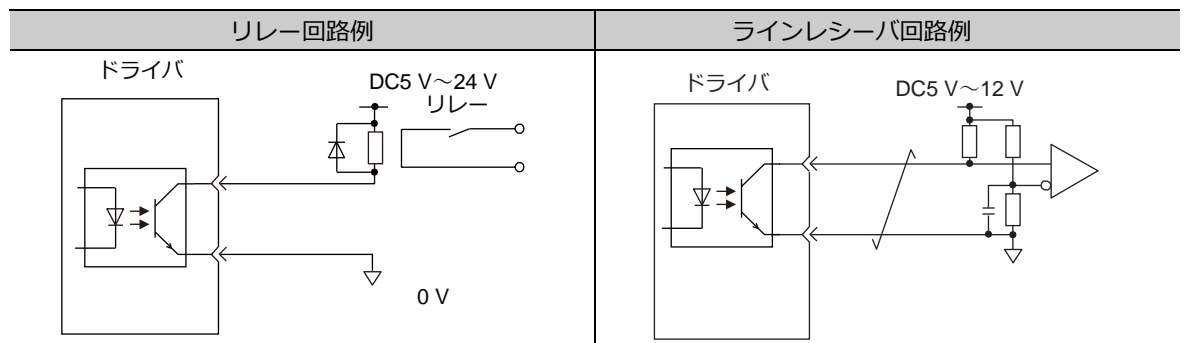 リレー回路例
ラインレシーバ回路例
ドライバ
DC5 V～24 V
リレー
0 V
ドライバ
DC5 V～12 V